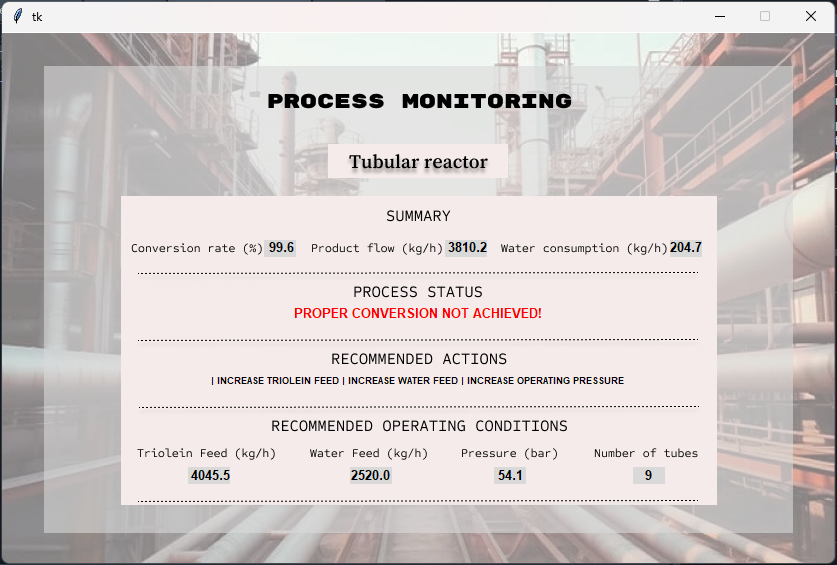 tk
PROCESS MONITORING
Tubular reactor
SUMMARY
Conversion rate (%) 99.6 Product flow (kg/h) 3810.2 Water consumption (kg/h) 204.7
PROCESS STATUS
PROPER CONVERSION NOT ACHIEVED!
RECOMMENDED ACTIONS
| INCREASE TRIOLEIN FEED | INCREASE WATER FEED | INCREASE OPERATING PRESSURE
RECOMMENDED OPERATING CONDITIONS
Triolein Feed (kg/h) Water Feed (kg/h) Pressure (bar) Number of tubes
4045.5 2520.0 54.1 9